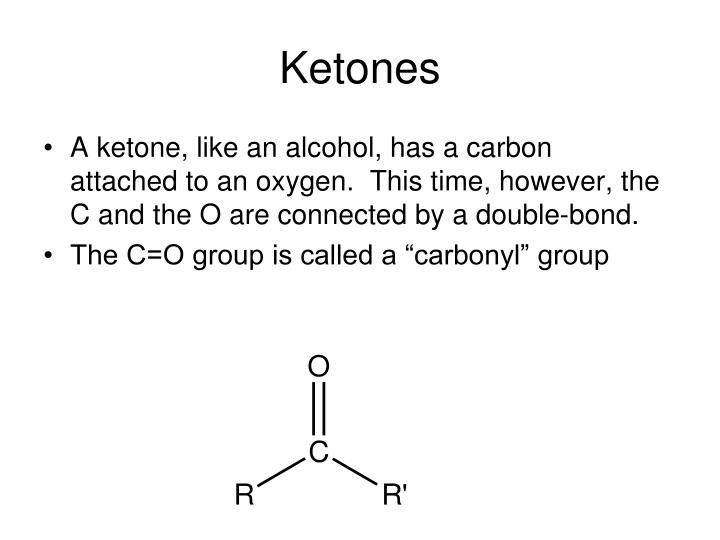 Ketones
• A ketone, like an alcohol, has a carbon
attached to an oxygen.  This time, however, the
C and the O are connected by a double-bond.
• The C=O group is called a “carbonyl” group
O
C
R R'